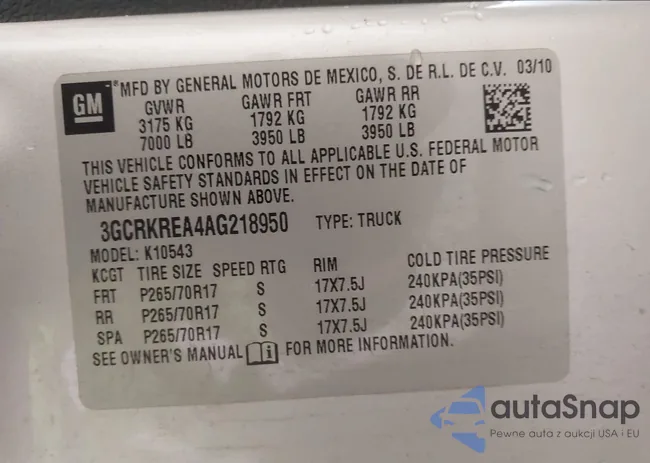 GM
MFD BY GENERAL MOTORS DE MEXICO, S. DE R.L. DE C.V. 03/10
GVWR GAWR FRT GAWR RR
3175 KG 1792 KG 1792 KG
7000 LB 3950 LB 3950 LB
THIS VEHICLE CONFORMS TO ALL APPLICABLE U.S. FEDERAL MOTOR
VEHICLE SAFETY STANDARDS IN EFFECT ON THE DATE OF
MANUFACTURE SHOWN ABOVE.
3GCRKREA4AG218950 TYPE: TRUCK
MODEL: K10543
KCGT TIRE SIZE SPEED RTG RIM COLD TIRE PRESSURE
FRT P265/70R17 S 17X7.5J 240KPA(35PSI)
RR P265/70R17 S 17X7.5J 240KPA(35PSI)
SPA P265/70R17 S 17X7.5J 240KPA(35PSI)
SEE OWNER'S MANUAL FOR MORE INFORMATION.
autaSnap
Pewne auta z aukcji USA i EU